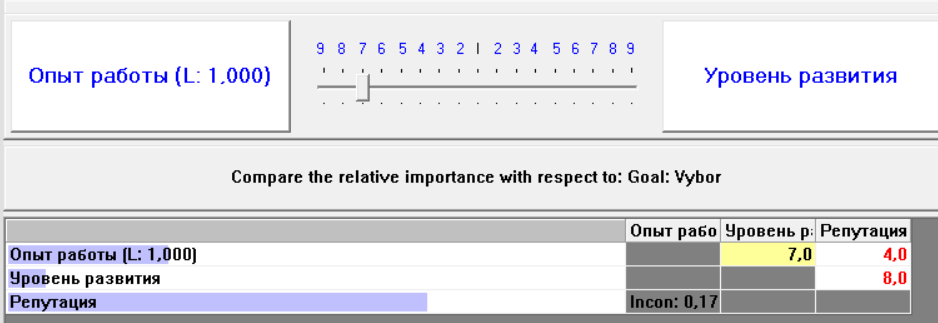 9 8 7 6 5 4 3 2 | 2 3 4 5 6 7 8 9
Опыт работы (L: 1,000)
Уровень развития
Compare the relative importance with respect to: Goal: Vybor
Опыт рабо Уровень р Репутация
Опыт работы (L: 1,000) 7,0 4,0
Уровень развития 8,0
Репутация Incon: 0,17